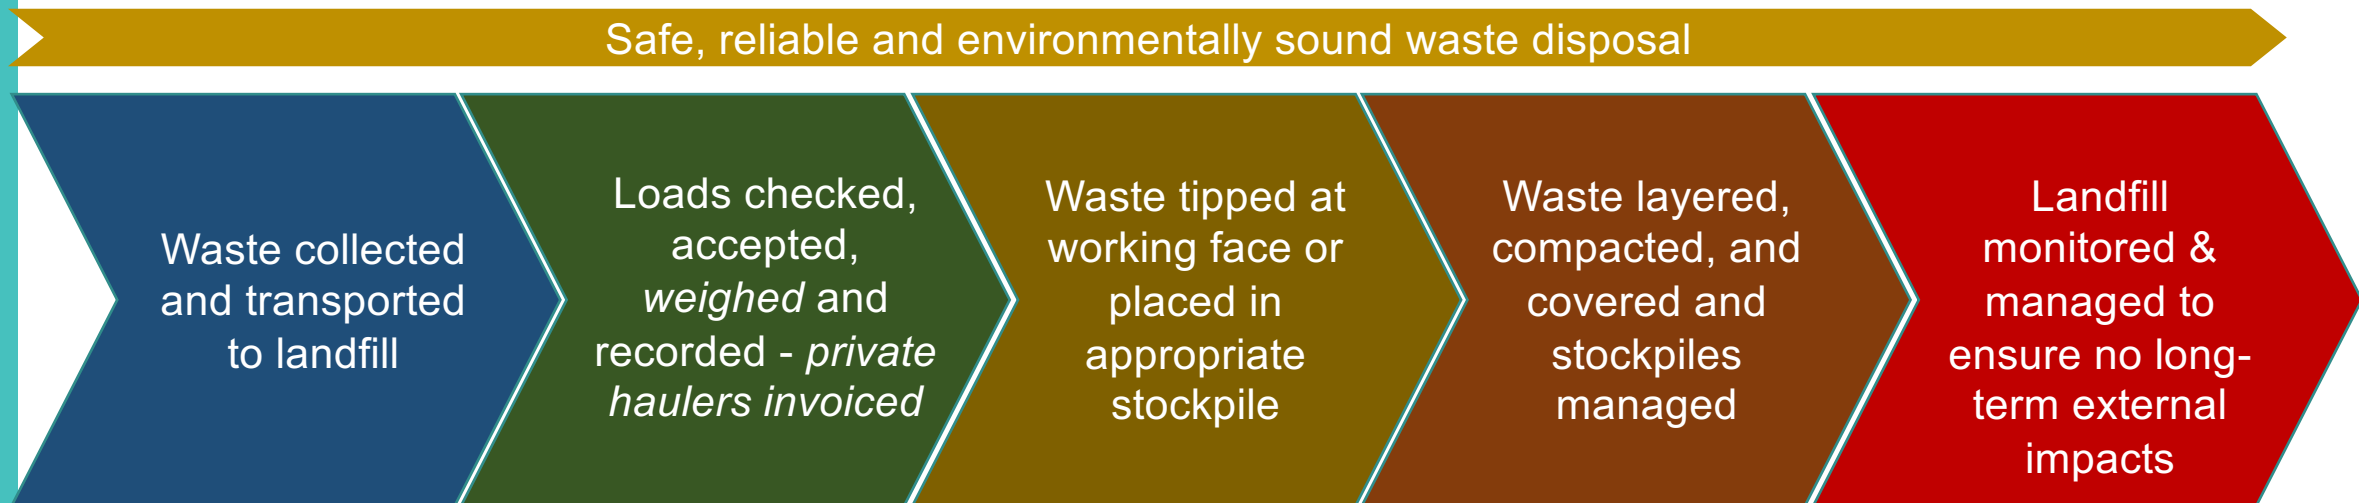 Safe, reliable and environmentally sound waste disposal
Waste collected
and transported
to landfill
Loads checked,
accepted,
weighed and
recorded - private
haulers invoiced
Waste tipped at
working face or
placed in
appropriate
stockpile
Waste layered,
compacted, and
covered and
stockpiles
managed
Landfill
monitored &
managed to
ensure no long-
term external
impacts